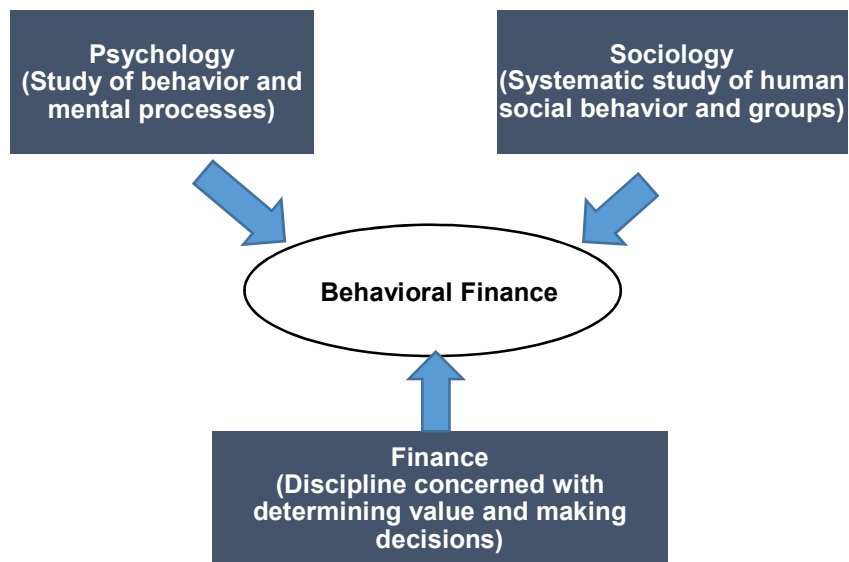 Psychology
(Study of behavior and
mental processes)
Sociology
(Systematic study of human
social behavior and groups)
Behavioral Finance
Finance
(Discipline concerned with
determining value and making
decisions)